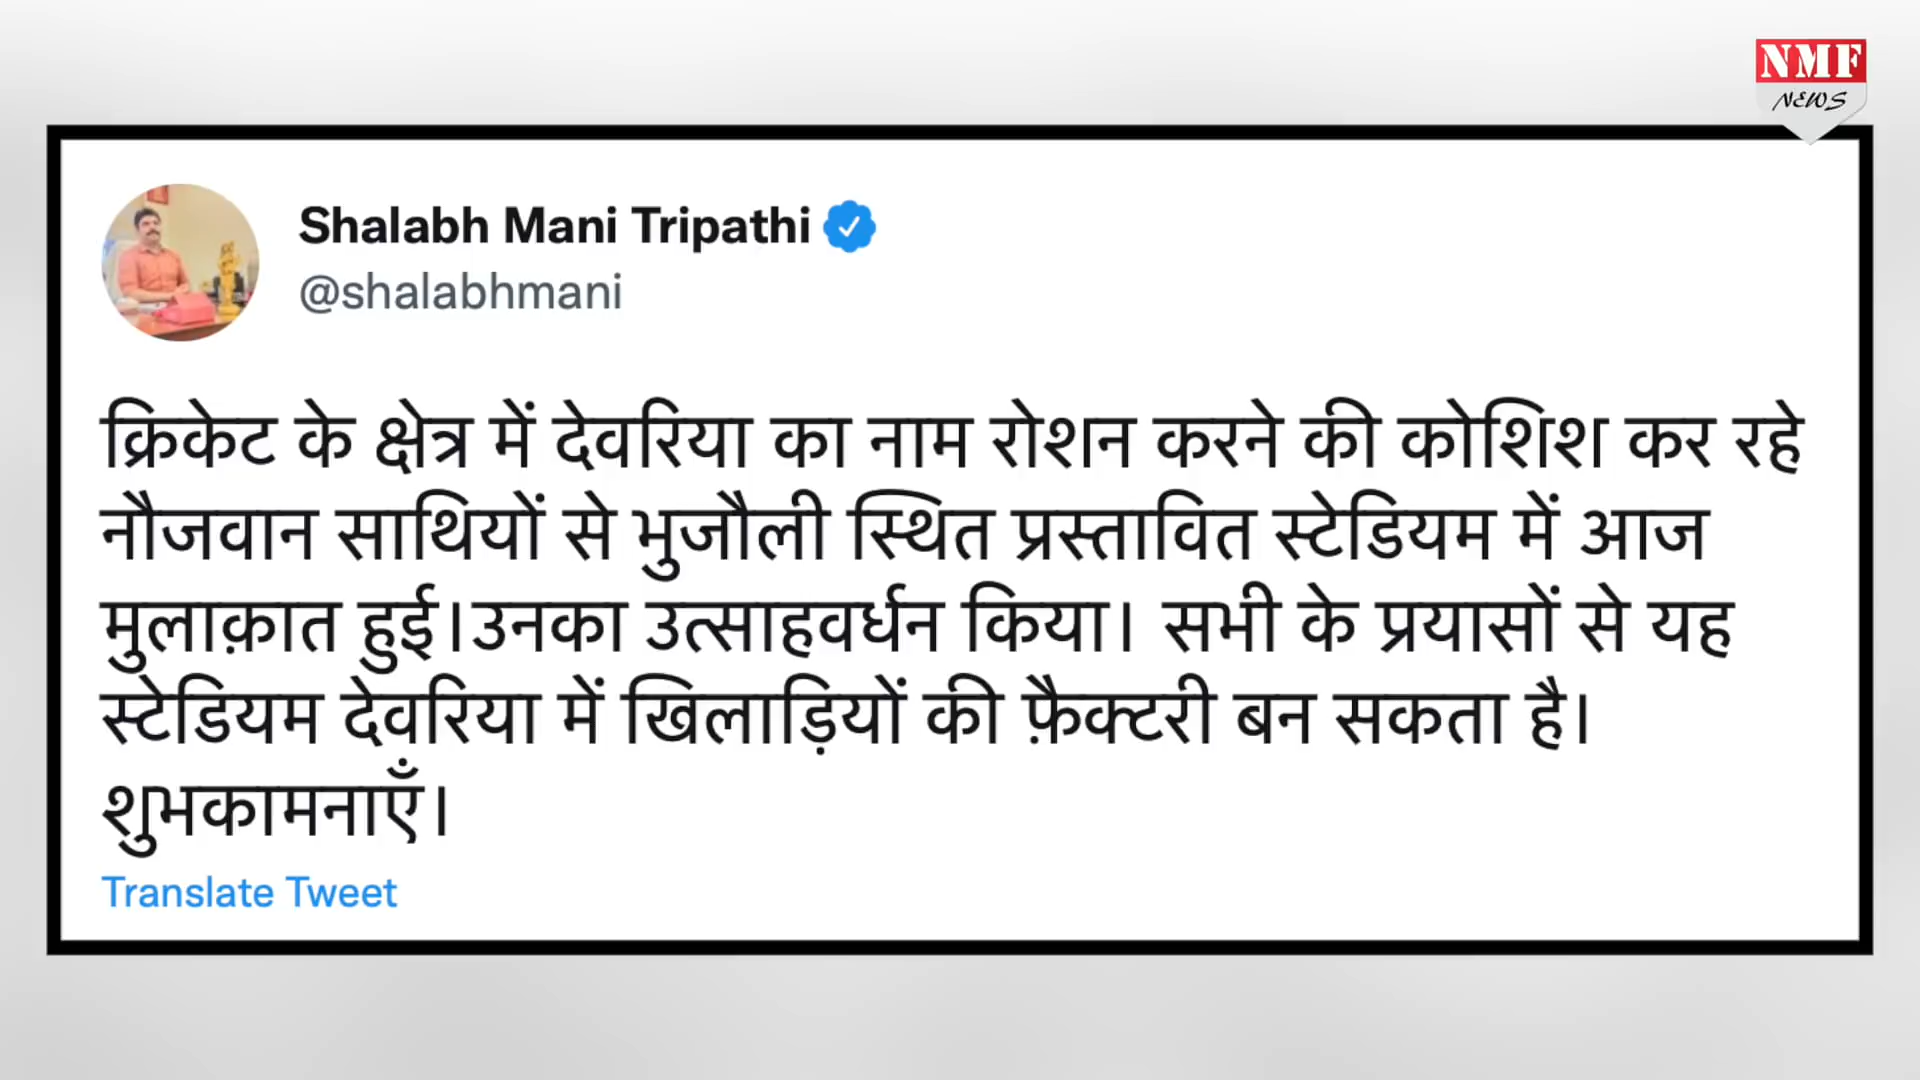 NMF
NEWS
Shalabh Mani Tripathi
@shalabhmani
क्रिकेट के क्षेत्र में देवरिया का नाम रोशन करने की कोशिश कर रहे
नौजवान साथियों से भुजौली स्थित प्रस्तावित स्टेडियम में आज
मुलाक़ात हुई।उनका उत्साहवर्धन किया। सभी के प्रयासों से यह
स्टेडियम देवरिया में खिलाड़ियों की फ़ैक्टरी बन सकता है।
शुभकामनाएँ।
Translate Tweet